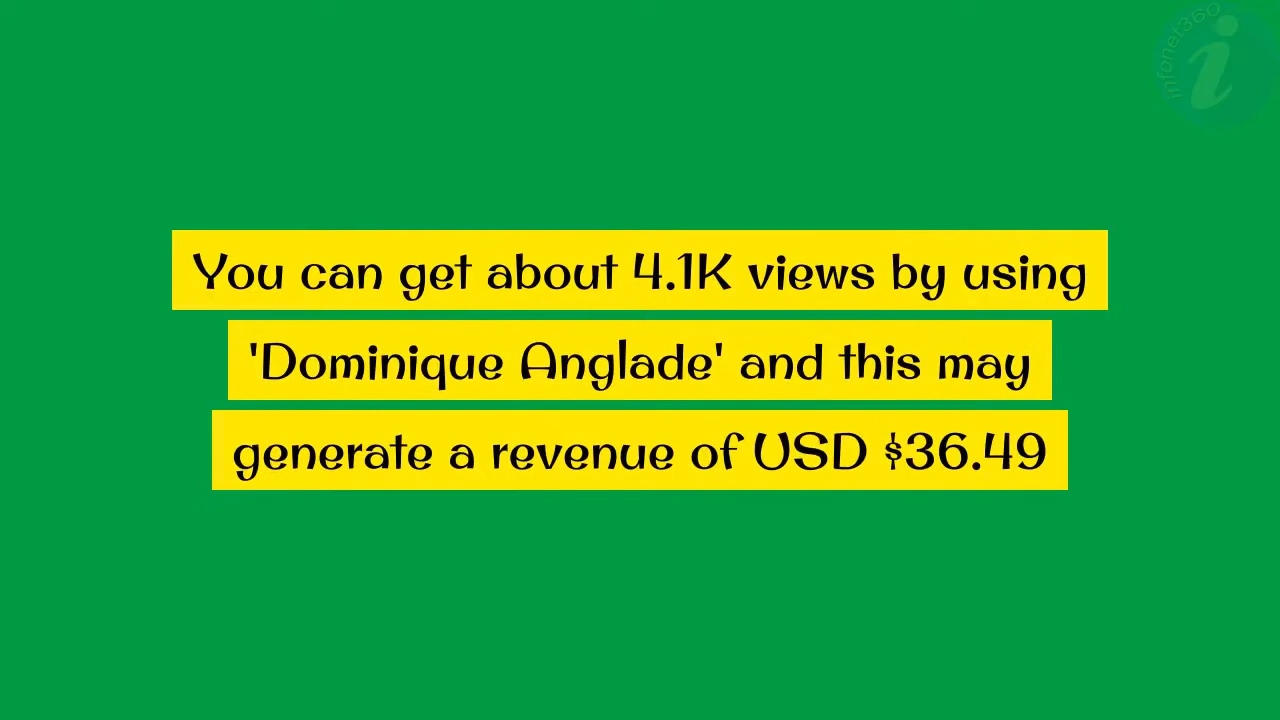 infonet360
You can get about 4.1K views by using
'Dominique Anglade' and this may
generate a revenue of USD $36.49